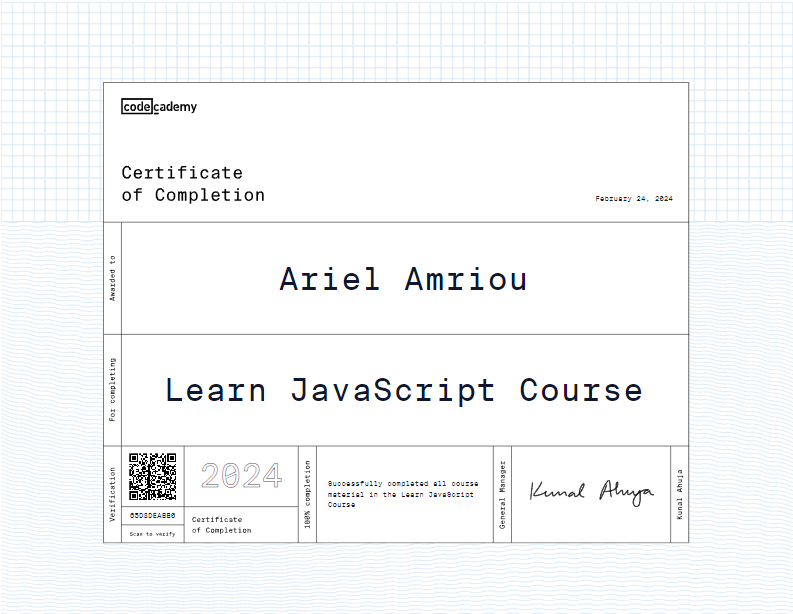 codecademy
Certificate
of Completion
February 24, 2024
Awarded to
Ariel Amriou
For completing
Learn JavaScript Course
Verification
Scan to verify
2024
Certificate
of Completion
100% completion
Successfully completed all course
material in the Learn JavaScript
Course
General Manager
Kunal Ahuja
Kunal Ahuja